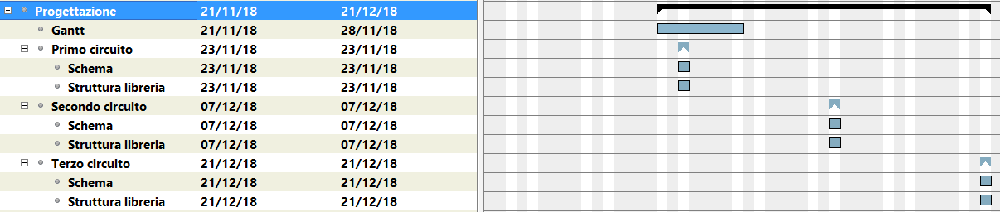 Progettazione 21/11/18 21/12/18
Gantt 21/11/18 28/11/18
Primo circuito 23/11/18 23/11/18
Schema 23/11/18 23/11/18
Struttura libreria 23/11/18 23/11/18
Secondo circuito 07/12/18 07/12/18
Schema 07/12/18 07/12/18
Struttura libreria 07/12/18 07/12/18
Terzo circuito 21/12/18 21/12/18
Schema 21/12/18 21/12/18
Struttura libreria 21/12/18 21/12/18